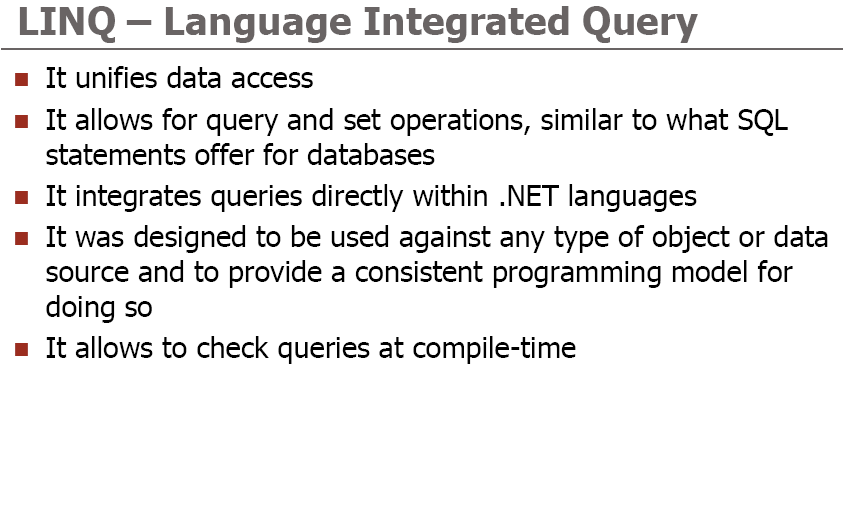 LINQ – Language Integrated Query
It unifies data access
It allows for query and set operations, similar to what SQL
statements offer for databases
It integrates queries directly within .NET languages
It was designed to be used against any type of object or data
source and to provide a consistent programming model for
doing so
It allows to check queries at compile-time